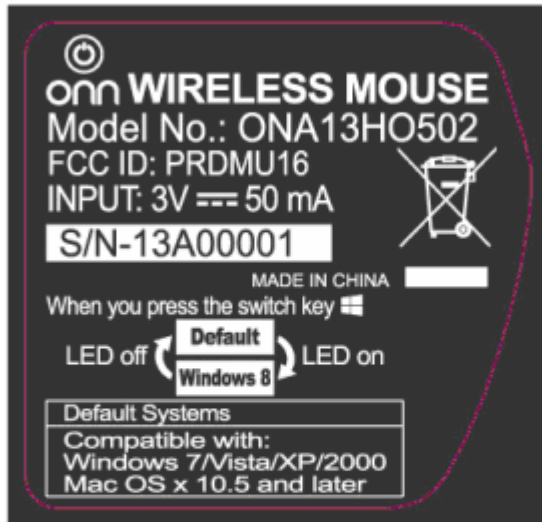 onn WIRELESS MOUSE
Model No.: ONA13HO502
FCC ID: PRDMU16
INPUT: 3V 50 mA
S/N-13A00001
MADE IN CHINA
When you press the switch key
Default
LED off LED on
Windows 8
Default Systems
Compatible with:
Windows 7/Vista/XP/2000
Mac OS x 10.5 and later